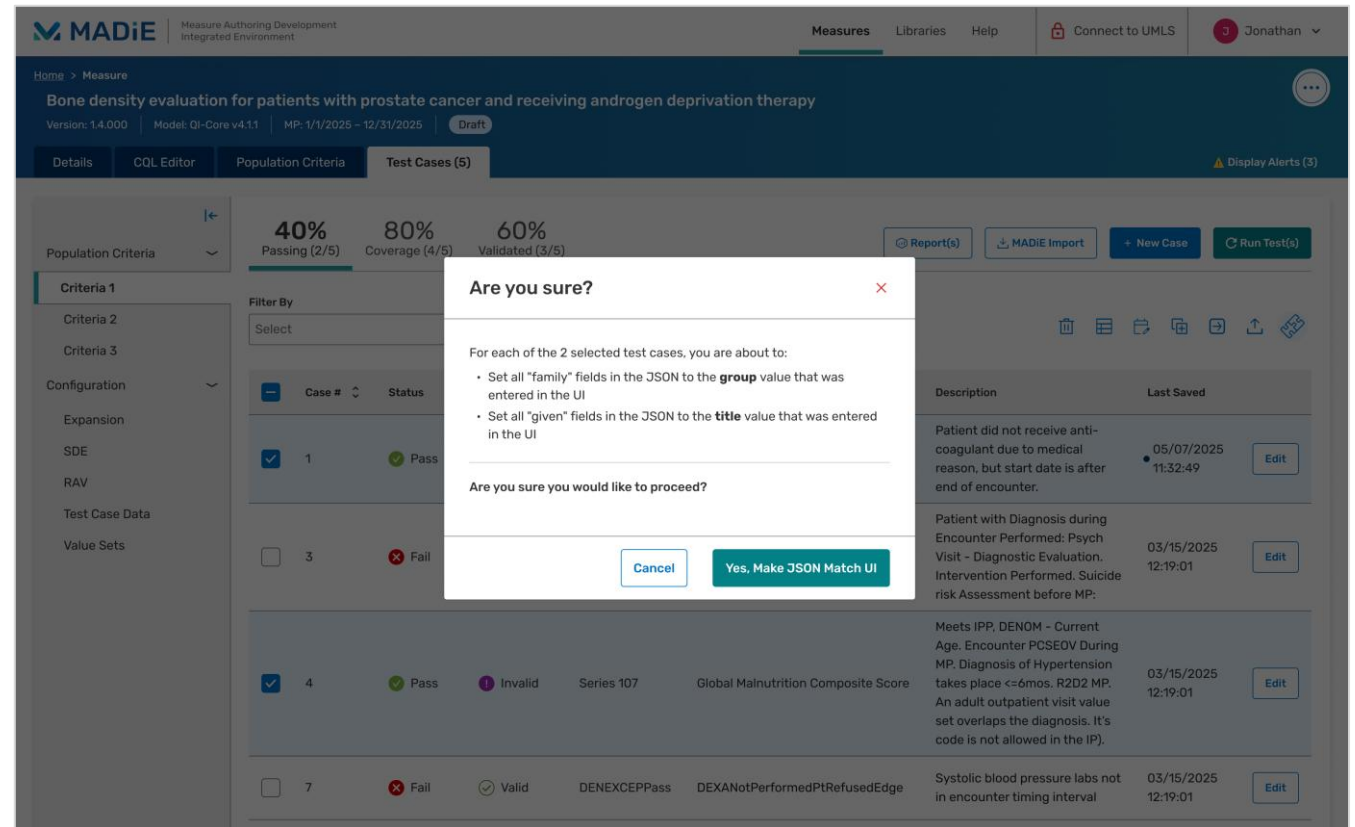 MADiE
Measure Authoring Development
Integrated Environment
Measures
Libraries
Help
Connect to UMLS
J
Jonathan
Home > Measure
Bone density evaluation for patients with prostate cancer and receiving androgen deprivation therapy
Version: 1.4.000 | Model: QI-Core v4.1.1 | MP: 1/1/2025 – 12/31/2025 | Draft
Details
CQL Editor
Population Criteria
Test Cases (5)
Display Alerts (3)
Population Criteria
Criteria 1
Criteria 2
Criteria 3
Configuration
Expansion
SDE
RAV
Test Case Data
Value Sets
40%
Passing (2/5)
80%
Coverage (4/5)
60%
Validated (3/5)
Report(s)
MADiE Import
+ New Case
Run Test(s)
Filter By
Select
Are you sure?
For each of the 2 selected test cases, you are about to:
• Set all "family" fields in the JSON to the group value that was
entered in the UI
• Set all "given" fields in the JSON to the title value that was entered
in the UI
Are you sure you would like to proceed?
Cancel
Yes, Make JSON Match UI
Case #
Status
Description
Last Saved
1
Pass
Patient did not receive anti-
coagulant due to medical
reason, but start date is after
end of encounter.
05/07/2025
11:32:49
Edit
3
Fail
Patient with Diagnosis during
Encounter Performed: Psych
Visit - Diagnostic Evaluation.
Intervention Performed. Suicide
risk Assessment before MP:
03/15/2025
12:19:01
Edit
4
Pass
Invalid
Series 107
Global Malnutrition Composite Score
Meets IPP, DENOM - Current
Age. Encounter PCSEOV During
MP. Diagnosis of Hypertension
takes place <=6mos. R2D2 MP.
An adult outpatient visit value
set overlaps the diagnosis. It's
code is not allowed in the IP).
03/15/2025
12:19:01
Edit
7
Fail
Valid
DENEXCEPPass
DEXANotPerformedPtRefusedEdge
Systolic blood pressure labs not
in encounter timing interval
03/15/2025
12:19:01
Edit